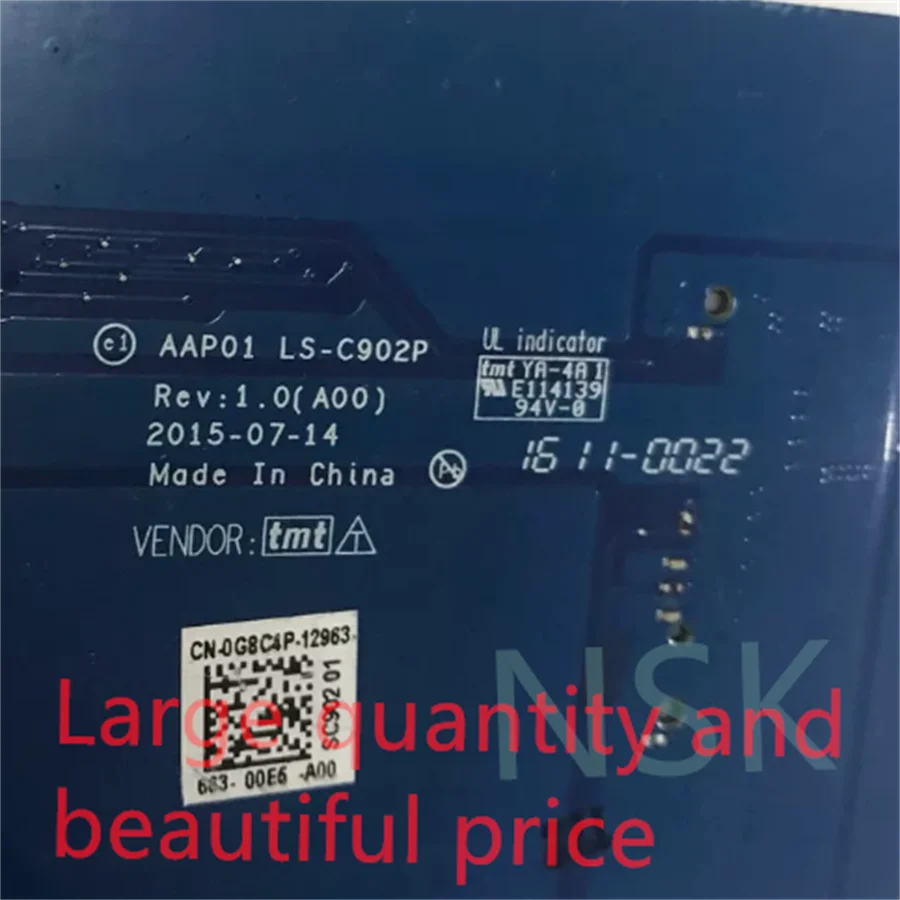 AAP01 LS-C902P
Rev:1.0(A00)
2015-07-14
Made In China
Pb
VENDOR: tmt
UL indicator
tmt YA-4A1
E114139
94V-0
1611-0022
CN-0G8C4P-12963-
SC902 01
683- 00E6 -A00
NSK
Large quantity and
beautiful price